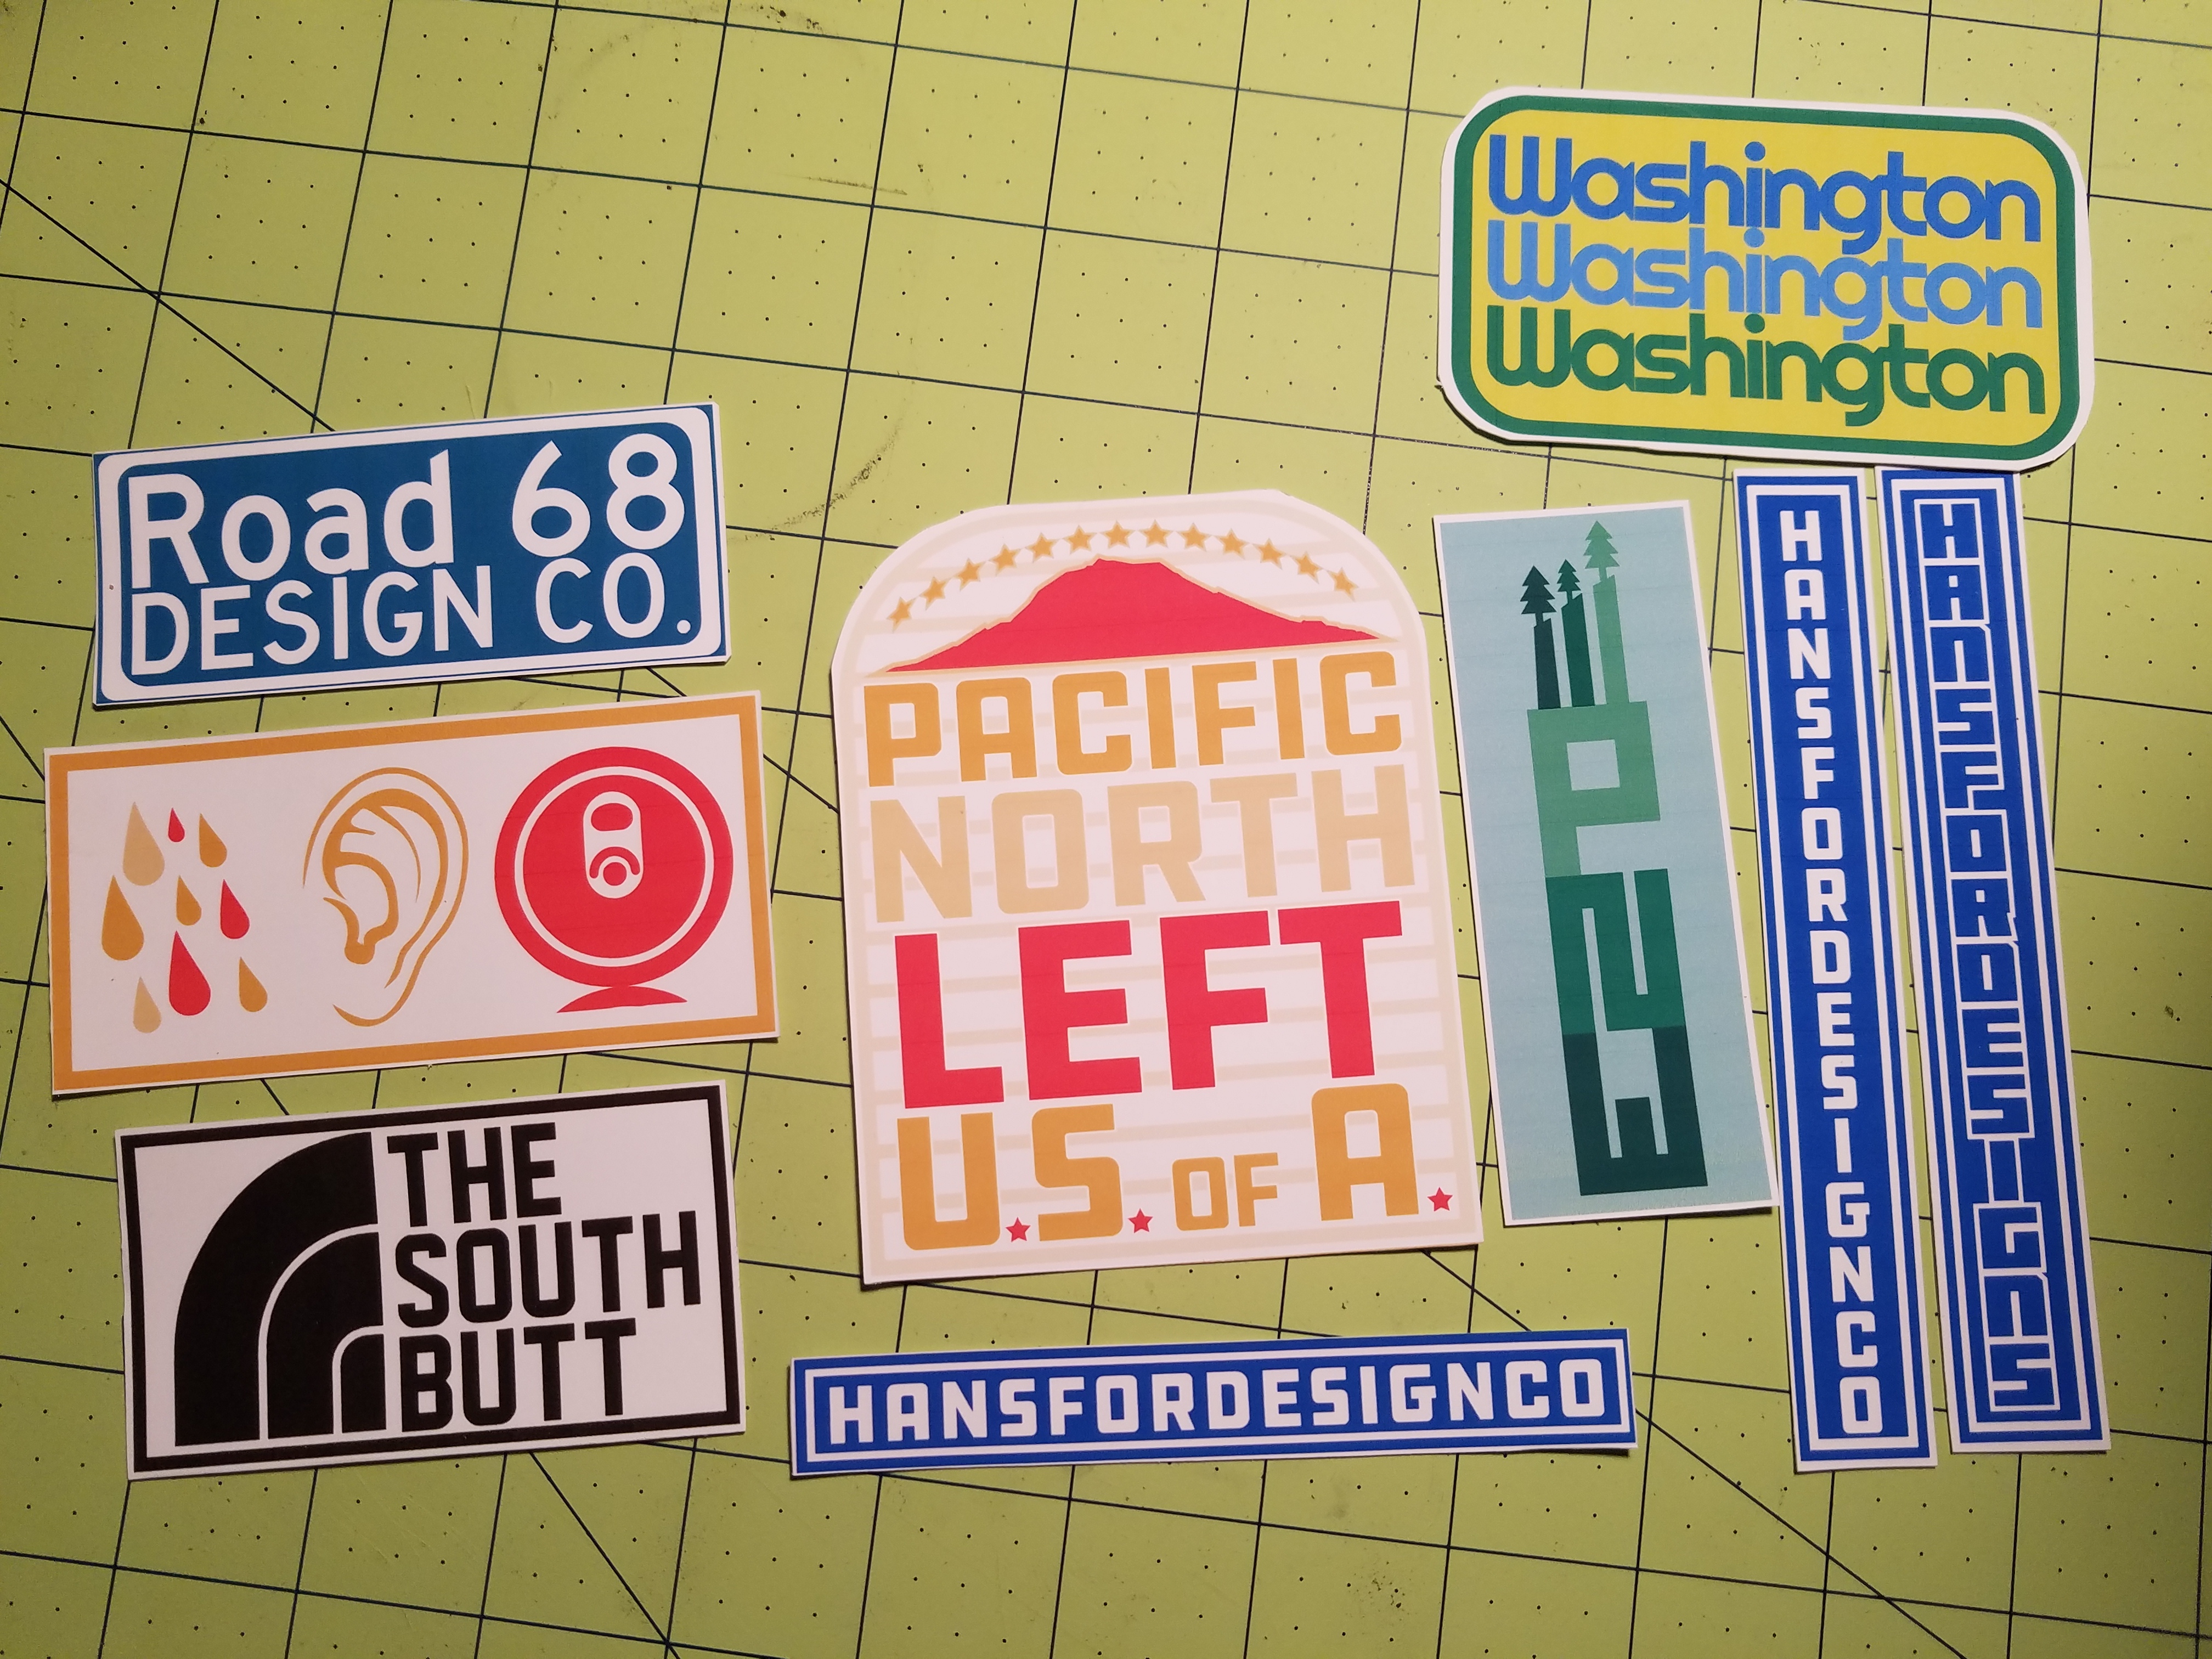 Washington
Washington
Washington
Road 68
DESIGN CO.
PACIFIC
NORTH
LEFT
U.S. OF A.
PNW
HANSFORDESIGNCO
HANSFORDESIGNS
THE
SOUTH
BUTT
HANSFORDESIGNCO